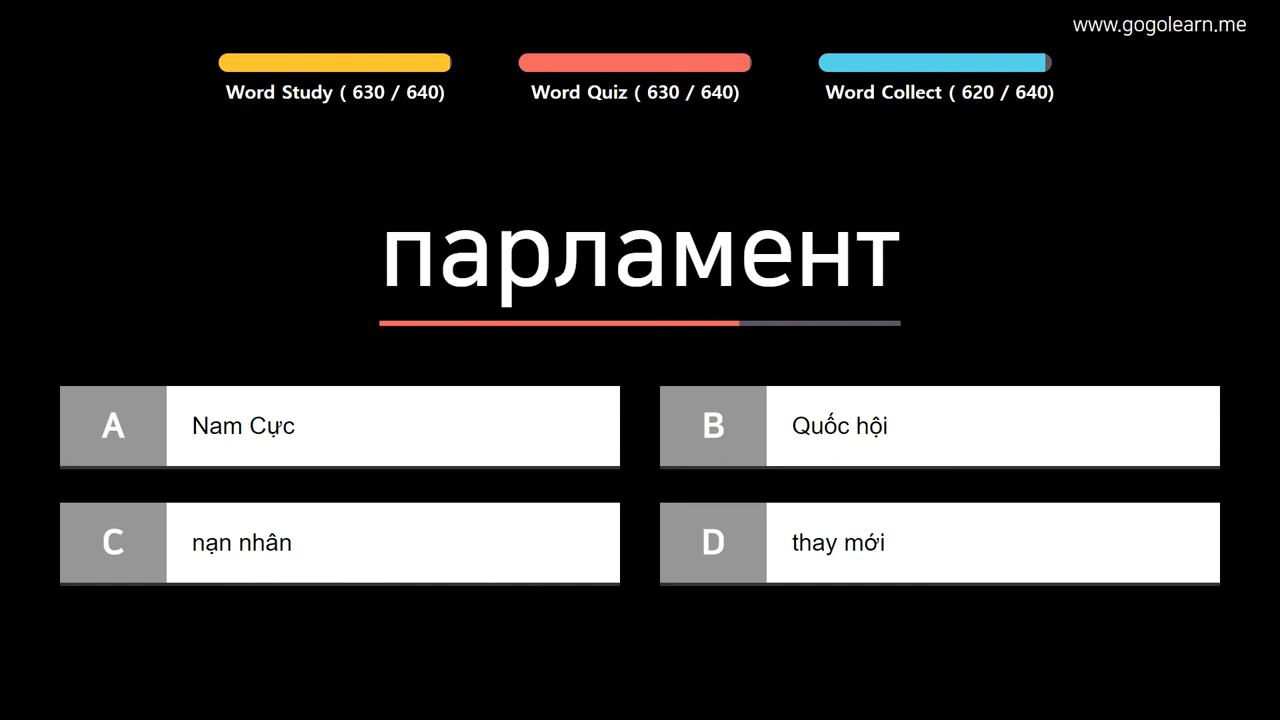 www.gogolearn.me
Word Study ( 630 / 640)
Word Quiz ( 630 / 640)
Word Collect ( 620 / 640)
парламент
A Nam Cực
B Quốc hội
C nạn nhân
D thay mới